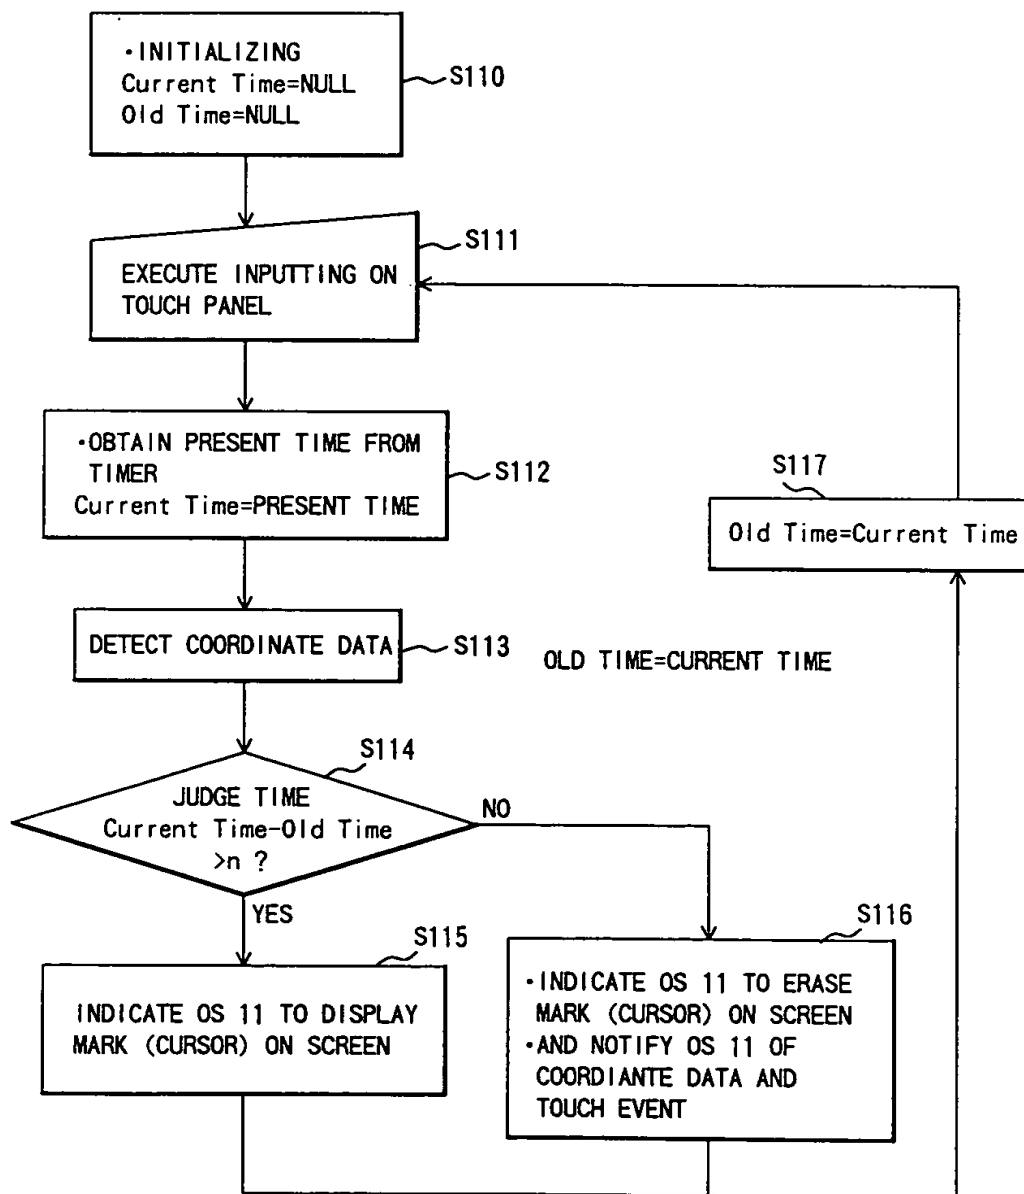 ・INITIALIZING
Current Time=NULL
Old Time=NULL
S110
S111
EXECUTE INPUTTING ON
TOUCH PANEL
・OBTAIN PRESENT TIME FROM
TIMER
Current Time=PRESENT TIME
S112
S117
Old Time=Current Time
DETECT COORDINATE DATA
S113
OLD TIME=CURRENT TIME
S114
JUDGE TIME
Current Time-Old Time
>n ?
NO
YES
S115
INDICATE OS 11 TO DISPLAY
MARK (CURSOR) ON SCREEN
S116
・INDICATE OS 11 TO ERASE
MARK (CURSOR) ON SCREEN
・AND NOTIFY OS 11 OF
COORDIANTE DATA AND
TOUCH EVENT